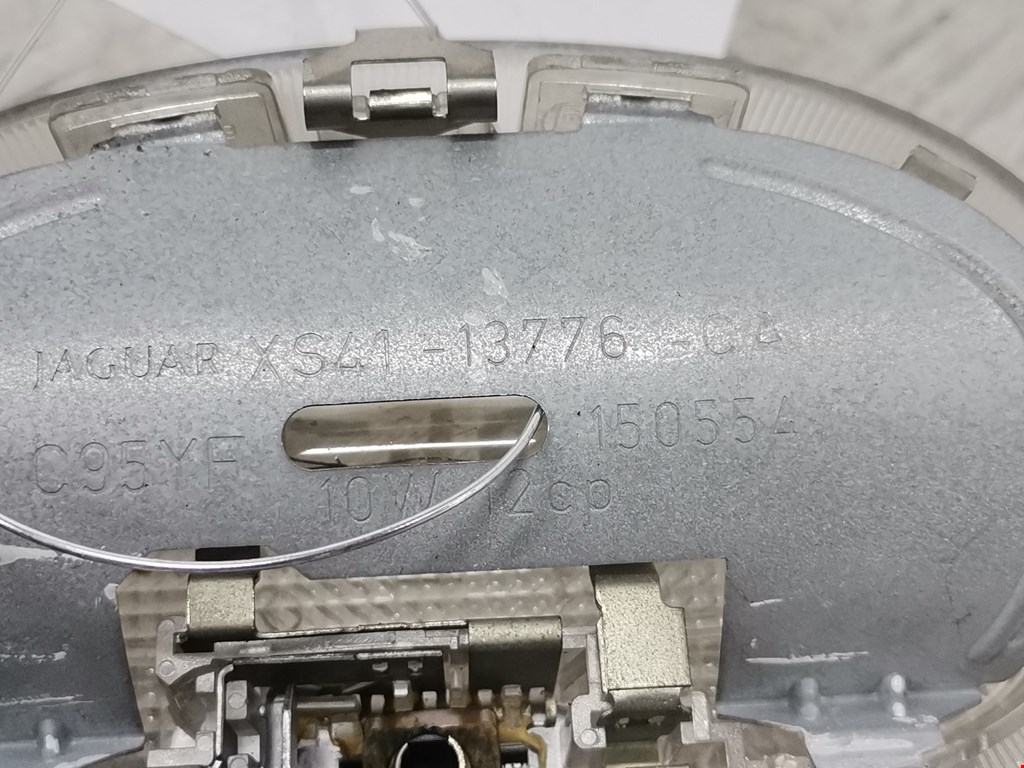 JAGUAR XS41-13776-CA
C95YF 150554
10W 12cp